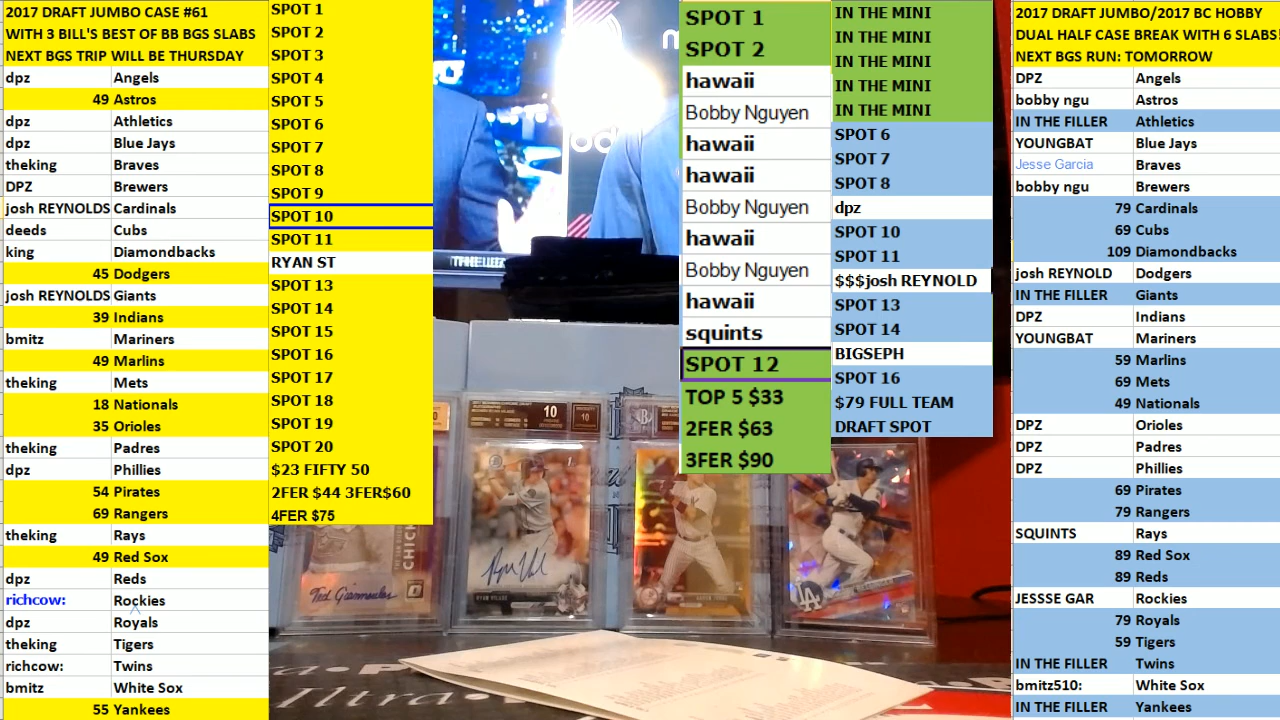 2017 DRAFT JUMBO CASE #61
WITH 3 BILL'S BEST OF BB BGS SLABS
NEXT BGS TRIP WILL BE THURSDAY
dpz Angels
49 Astros
dpz Athletics
dpz Blue Jays
theking Braves
DPZ Brewers
josh REYNOLDS Cardinals
deeds Cubs
king Diamondbacks
45 Dodgers
josh REYNOLDS Giants
39 Indians
bmitz Mariners
49 Marlins
theking Mets
18 Nationals
35 Orioles
theking Padres
dpz Phillies
54 Pirates
69 Rangers
theking Rays
49 Red Sox
dpz Reds
richcow: Rockies
dpz Royals
theking Tigers
richcow: Twins
bmitz White Sox
55 Yankees
SPOT 1
SPOT 2
SPOT 3
SPOT 4
SPOT 5
SPOT 6
SPOT 7
SPOT 8
SPOT 9
SPOT 10
SPOT 11
RYAN ST
SPOT 13
SPOT 14
SPOT 15
SPOT 16
SPOT 17
SPOT 18
SPOT 19
SPOT 20
$23 FIFTY 50
2FER $44 3FER$60
4FER $75
SPOT 1
SPOT 2
hawaii
Bobby Nguyen
hawaii
hawaii
Bobby Nguyen
hawaii
Bobby Nguyen
hawaii
squints
SPOT 12
TOP 5 $33
2FER $63
3FER $90
IN THE MINI
IN THE MINI
IN THE MINI
IN THE MINI
IN THE MINI
SPOT 6
SPOT 7
SPOT 8
dpz
SPOT 10
SPOT 11
$$$josh REYNOLD
SPOT 13
SPOT 14
BIGSEPH
SPOT 16
$79 FULL TEAM
DRAFT SPOT
2017 DRAFT JUMBO/2017 BC HOBBY
DUAL HALF CASE BREAK WITH 6 SLABS!
NEXT BGS RUN: TOMORROW
DPZ Angels
bobby ngu Astros
IN THE FILLER Athletics
YOUNGBAT Blue Jays
Jesse Garcia Braves
bobby ngu Brewers
79 Cardinals
69 Cubs
109 Diamondbacks
josh REYNOLD Dodgers
IN THE FILLER Giants
DPZ Indians
YOUNGBAT Mariners
59 Marlins
69 Mets
49 Nationals
DPZ Orioles
DPZ Padres
DPZ Phillies
69 Pirates
79 Rangers
SQUINTS Rays
89 Red Sox
89 Reds
JESSSE GAR Rockies
79 Royals
59 Tigers
IN THE FILLER Twins
bmitz510: White Sox
IN THE FILLER Yankees
10
10
CHIC